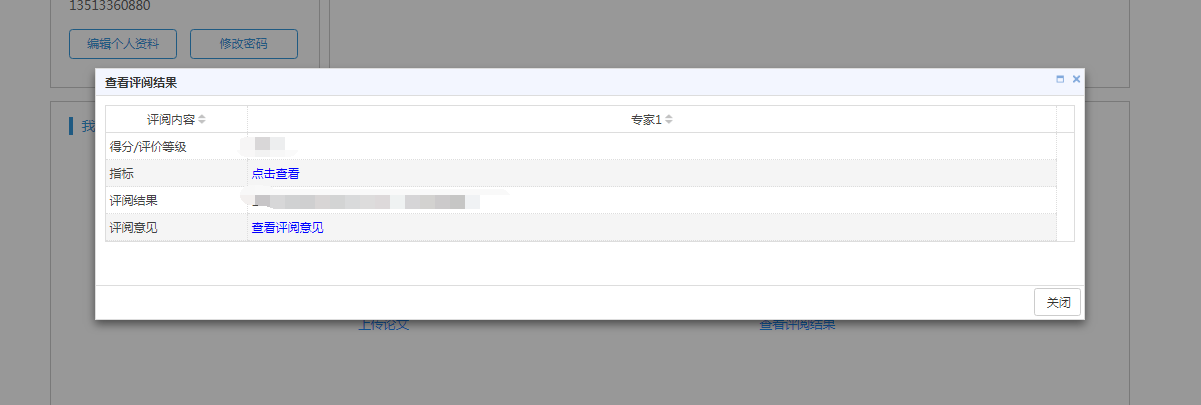 13513360880
编辑个人资料 修改密码
查看评阅结果
我
评阅内容 专家1
得分/评价等级
指标 点击查看
评阅结果
评阅意见 查看评阅意见
关闭
上传论文 查看评阅结果